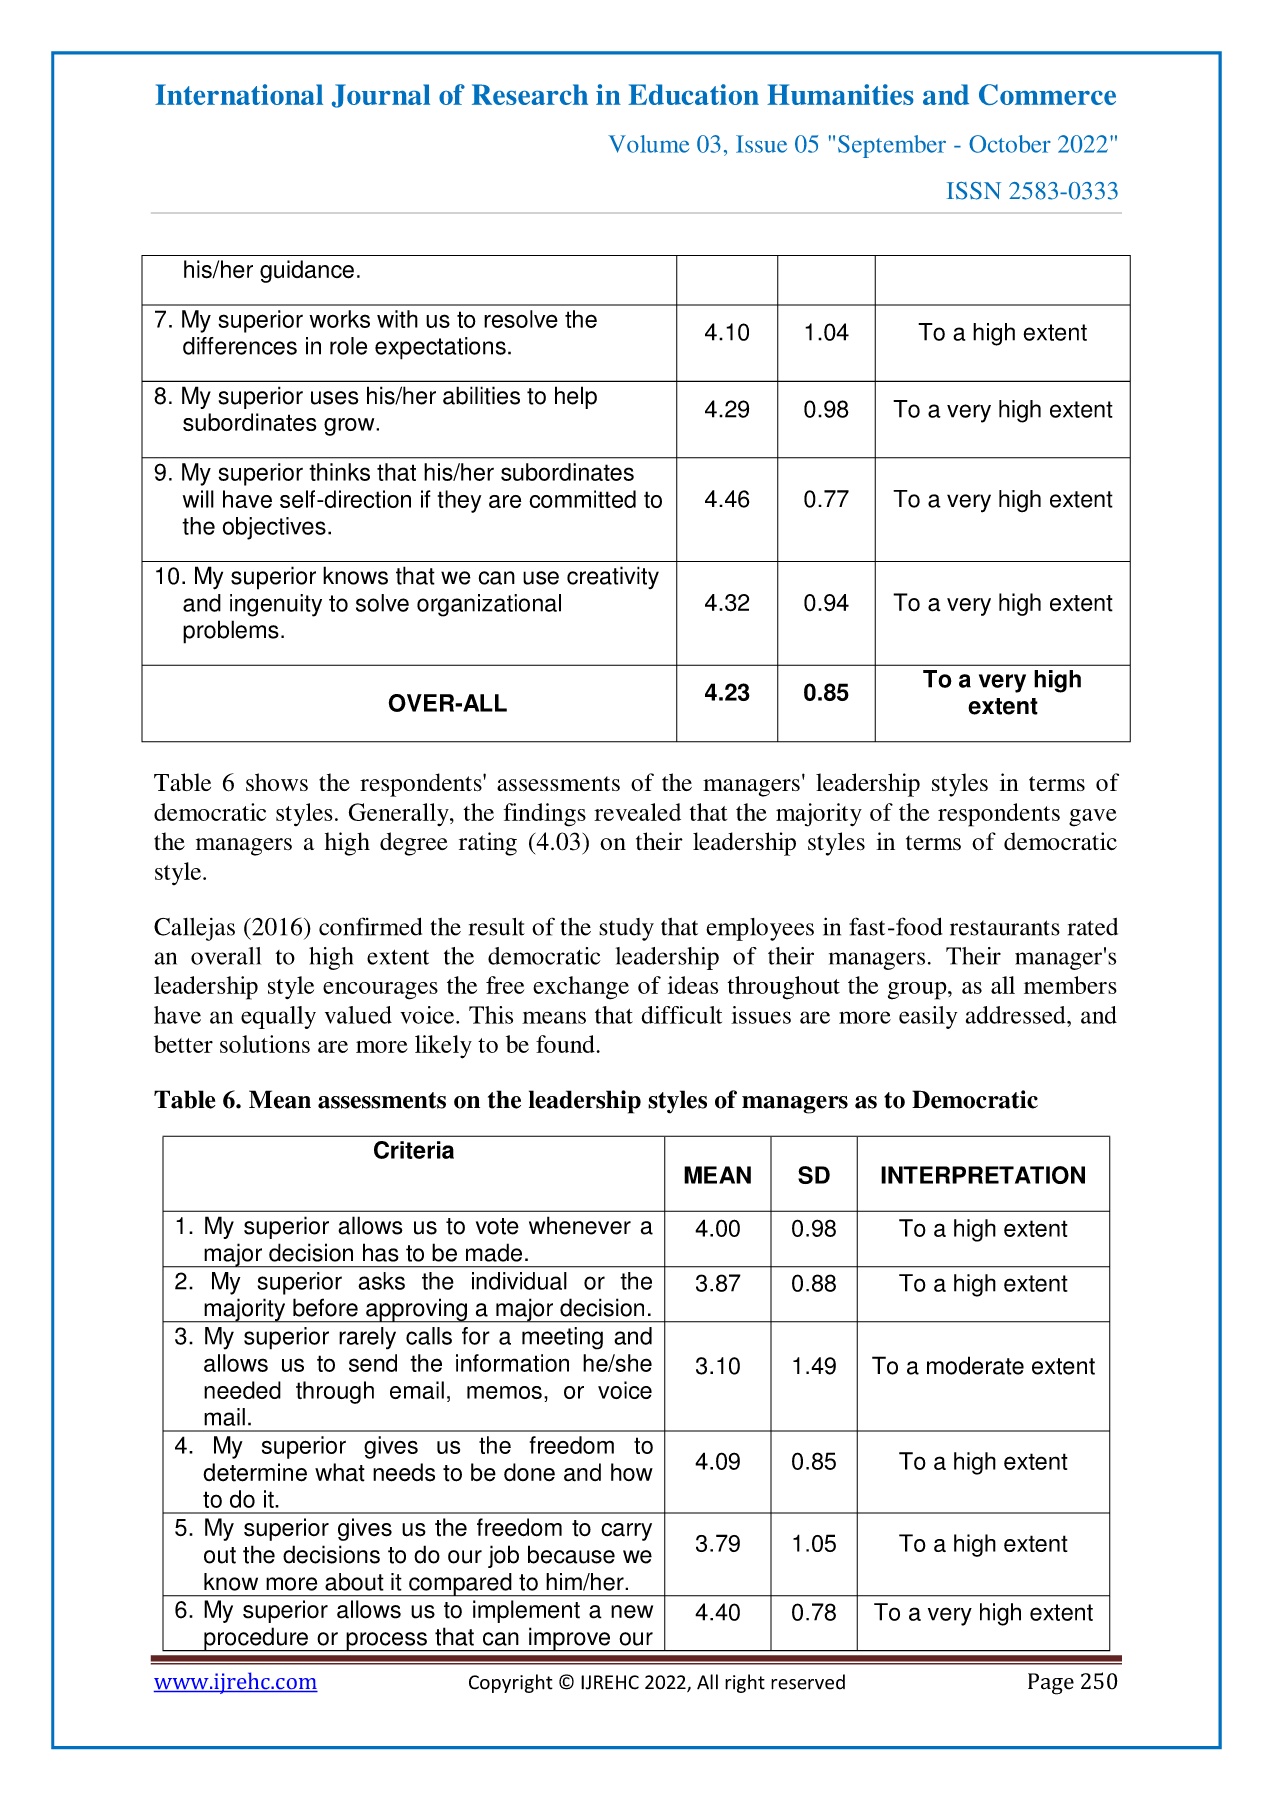 International Journal of Research in Education Humanities and Commerce
Volume 03, Issue 05 "September - October 2022"
ISSN 2583-0333
his/her guidance.
7. My superior works with us to resolve the
differences in role expectations.
4.10
1.04
To a high extent
8. My superior uses his/her abilities to help
subordinates grow.
4.29
0.98
To a very high extent
9. My superior thinks that his/her subordinates
will have self-direction if they are committed to
the objectives.
4.46
0.77
To a very high extent
10. My superior knows that we can use creativity
and ingenuity to solve organizational
problems.
4.32
0.94
To a very high extent
OVER-ALL
4.23
0.85
To a very high
extent
Table 6 shows the respondents' assessments of the managers' leadership styles in terms of
democratic styles. Generally, the findings revealed that the majority of the respondents gave
the managers a high degree rating (4.03) on their leadership styles in terms of democratic
style.
Callejas (2016) confirmed the result of the study that employees in fast-food restaurants rated
an overall to high extent the democratic leadership of their managers. Their manager's
leadership style encourages the free exchange of ideas throughout the group, as all members
have an equally valued voice. This means that difficult issues are more easily addressed, and
better solutions are more likely to be found.
Table 6. Mean assessments on the leadership styles of managers as to Democratic
Criteria
MEAN
SD
INTERPRETATION
1. My superior allows us to vote whenever a
major decision has to be made.
4.00
0.98
To a high extent
2. My superior asks the individual or the
majority before approving a major decision.
3.87
0.88
To a high extent
3. My superior rarely calls for a meeting and
allows us to send the information he/she
needed through email, memos, or voice
mail.
3.10
1.49
To a moderate extent
4. My superior gives us the freedom to
determine what needs to be done and how
to do it.
4.09
0.85
To a high extent
5. My superior gives us the freedom to carry
out the decisions to do our job because we
know more about it compared to him/her.
3.79
1.05
To a high extent
6. My superior allows us to implement a new
procedure or process that can improve our
4.40
0.78
To a very high extent
www.ijrehc.com
Copyright © IJREHC 2022, All right reserved
Page 250